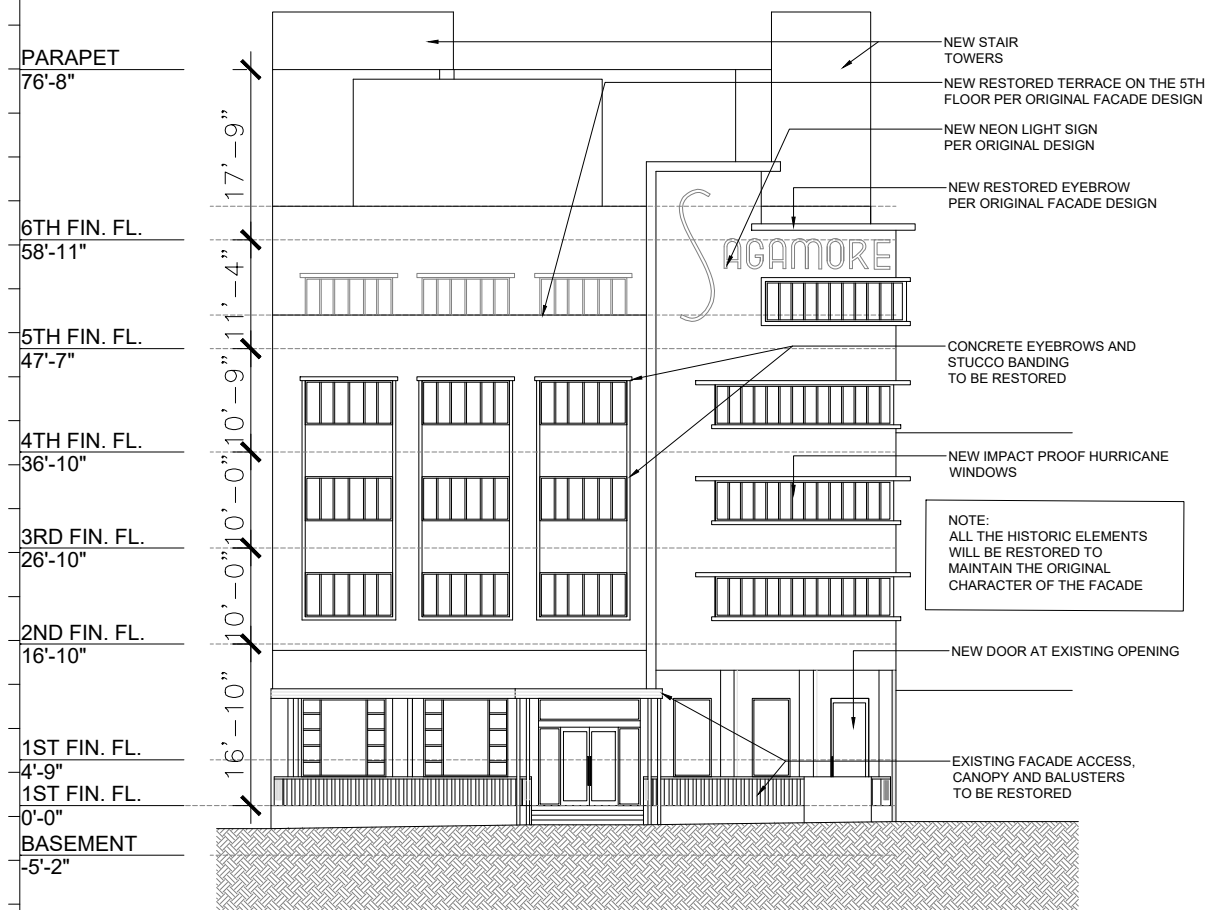 PARAPET
76'-8"
6TH FIN. FL.
58'-11"
5TH FIN. FL.
47'-7"
4TH FIN. FL.
36'-10"
3RD FIN. FL.
26'-10"
2ND FIN. FL.
16'-10"
1ST FIN. FL.
4'-9"
1ST FIN. FL.
0'-0"
BASEMENT
-5'-2"
17'-9"
11'-4"
10'-9"
10'-0"
10'-0"
16'-10"
SAGAMORE
NEW STAIR
TOWERS
NEW RESTORED TERRACE ON THE 5TH
FLOOR PER ORIGINAL FACADE DESIGN
NEW NEON LIGHT SIGN
PER ORIGINAL DESIGN
NEW RESTORED EYEBROW
PER ORIGINAL FACADE DESIGN
CONCRETE EYEBROWS AND
STUCCO BANDING
TO BE RESTORED
NEW IMPACT PROOF HURRICANE
WINDOWS
NOTE:
ALL THE HISTORIC ELEMENTS
WILL BE RESTORED TO
MAINTAIN THE ORIGINAL
CHARACTER OF THE FACADE
NEW DOOR AT EXISTING OPENING
EXISTING FACADE ACCESS,
CANOPY AND BALUSTERS
TO BE RESTORED